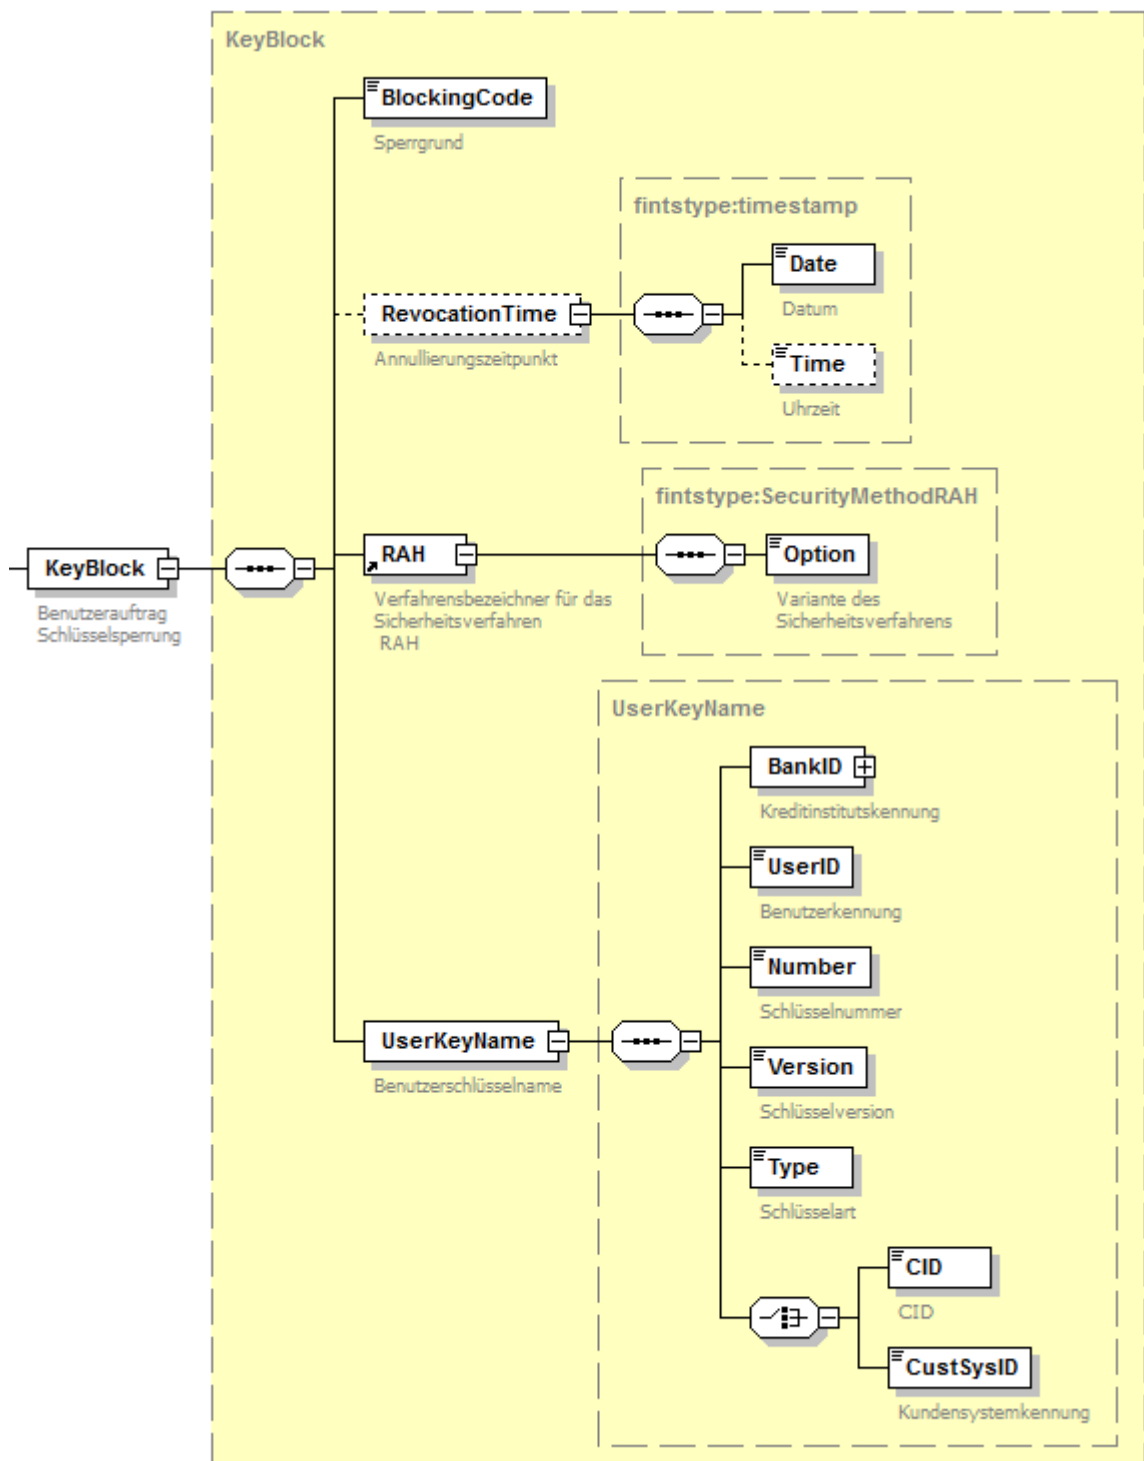 KeyBlock
BlockingCode
Sperrgrund
fintstype:timestamp
Date
Datum
RevocationTime
Annullierungszeitpunkt
Time
Uhrzeit
fintstype:SecurityMethodRAH
RAH
Verfahrensbezeichner für das
Sicherheitsverfahren
RAH
Option
Variante des
Sicherheitsverfahrens
KeyBlock
Benutzerauftrag
Schlüsselsperrung
UserKeyName
BankID
Kreditinstitutskennung
UserID
Benutzerkennung
Number
Schlüsselnummer
UserKeyName
Benutzerschlüsselname
Version
Schlüsselversion
Type
Schlüsselart
CID
CID
CustSysID
Kundensystemkennung